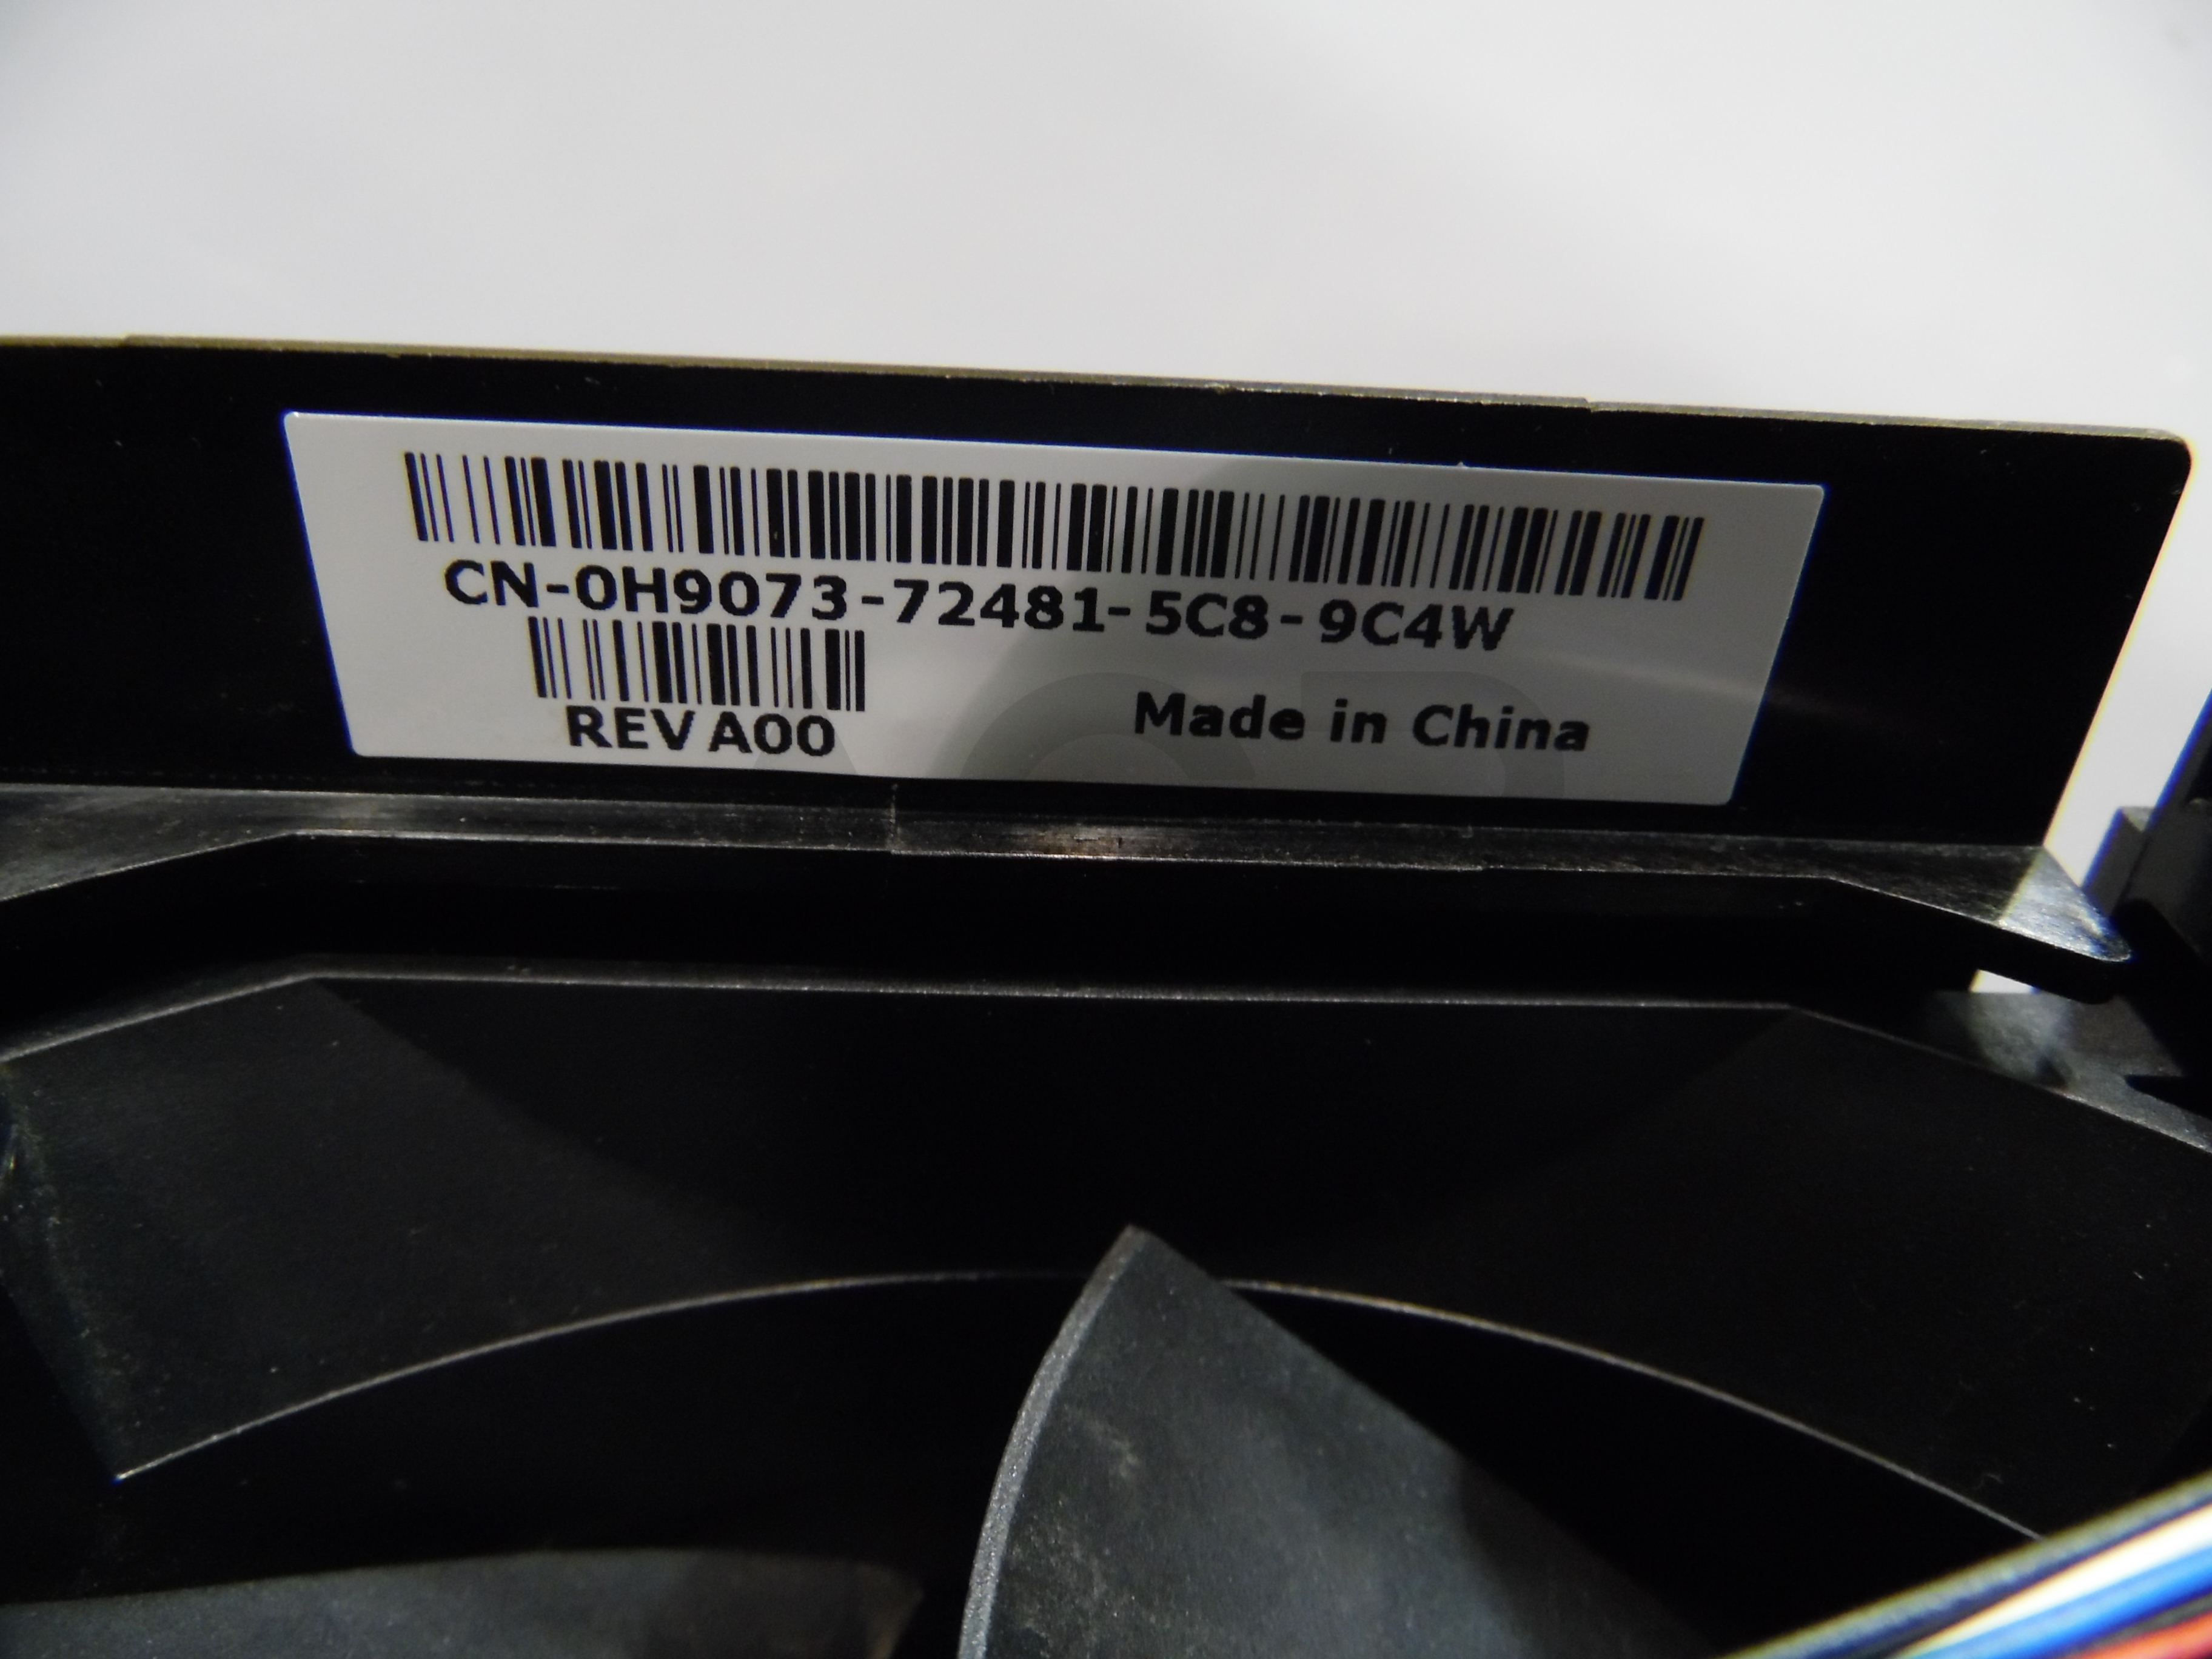 CN-0H9073-72481-5C8-9C4W
REV A00
Made in China